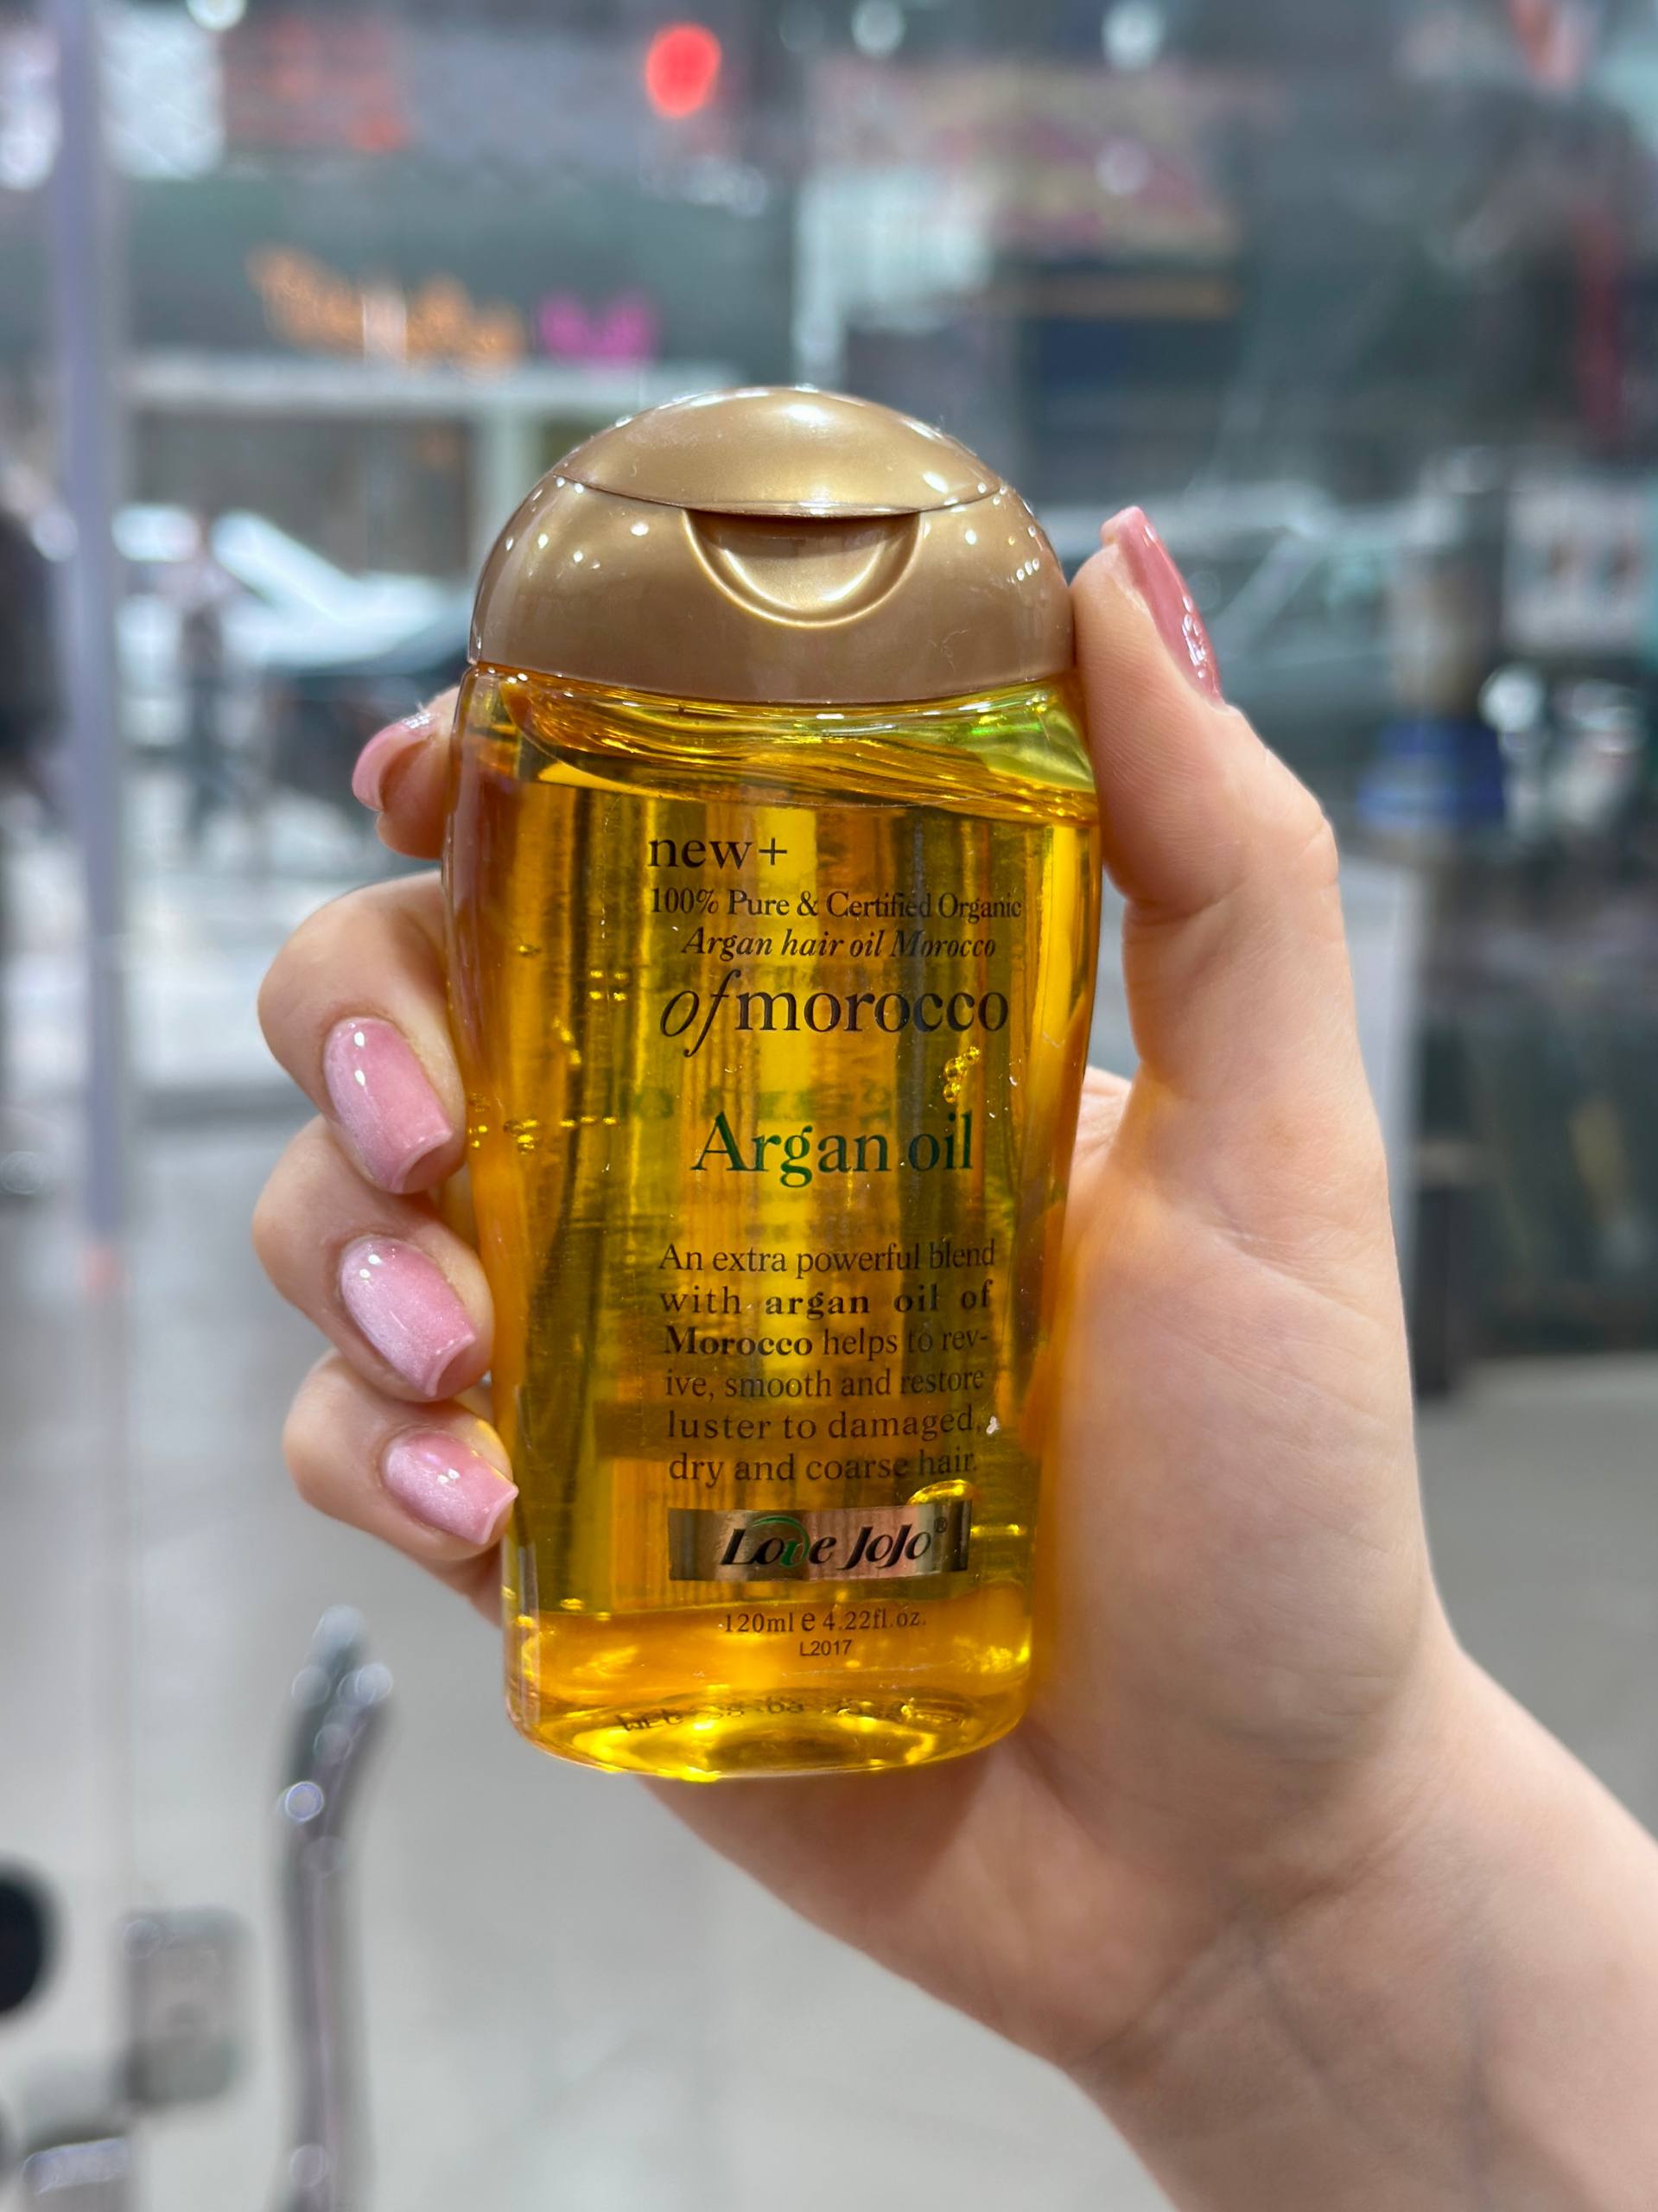 new+
100% Pure & Certified Organic
Argan hair oil Morocco
of morocco
Argan oil
An extra powerful blend
with argan oil of
Morocco helps to rev-
ive, smooth and restore
luster to damaged,
dry and coarse hair.
Love JoJo®
120ml e 4.22fl.oz.
L2017